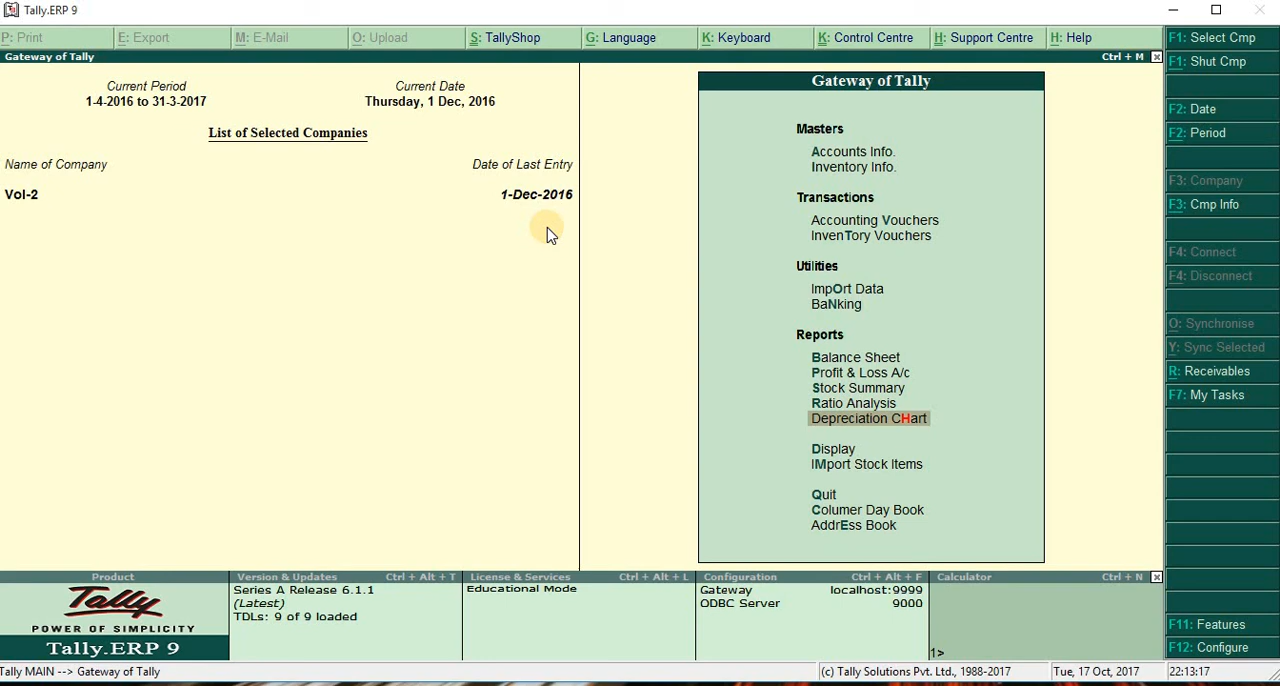 Tally.ERP 9
P: Print
E: Export
M: E-Mail
O: Upload
S: TallyShop
G: Language
K: Keyboard
K: Control Centre
H: Support Centre
H: Help
Gateway of Tally
Ctrl + M
Current Period
1-4-2016 to 31-3-2017
Current Date
Thursday, 1 Dec, 2016
List of Selected Companies
Name of Company
Date of Last Entry
Vol-2
1-Dec-2016
Gateway of Tally
Masters
Accounts Info.
Inventory Info.
Transactions
Accounting Vouchers
InvenTory Vouchers
Utilities
ImpOrt Data
BaNking
Reports
Balance Sheet
Profit & Loss A/c
Stock Summary
Ratio Analysis
Depreciation CHart
Display
IMport Stock Items
Quit
Columer Day Book
AddrEss Book
F1: Select Cmp
F1: Shut Cmp
F2: Date
F2: Period
F3: Company
F3: Cmp Info
F4: Connect
F4: Disconnect
O: Synchronise
Y: Sync Selected
R: Receivables
F7: My Tasks
F11: Features
F12: Configure
Product
Tally
POWER OF SIMPLICITY
Tally.ERP 9
Version & Updates
Ctrl + Alt + T
Series A Release 6.1.1
(Latest)
TDLs: 9 of 9 loaded
License & Services
Ctrl + Alt + L
Educational Mode
Configuration
Ctrl + Alt + F
Gateway localhost:9999
ODBC Server 9000
Calculator
Ctrl + N
1>
Tally MAIN --> Gateway of Tally
(c) Tally Solutions Pvt. Ltd., 1988-2017
Tue, 17 Oct, 2017
22:13:17